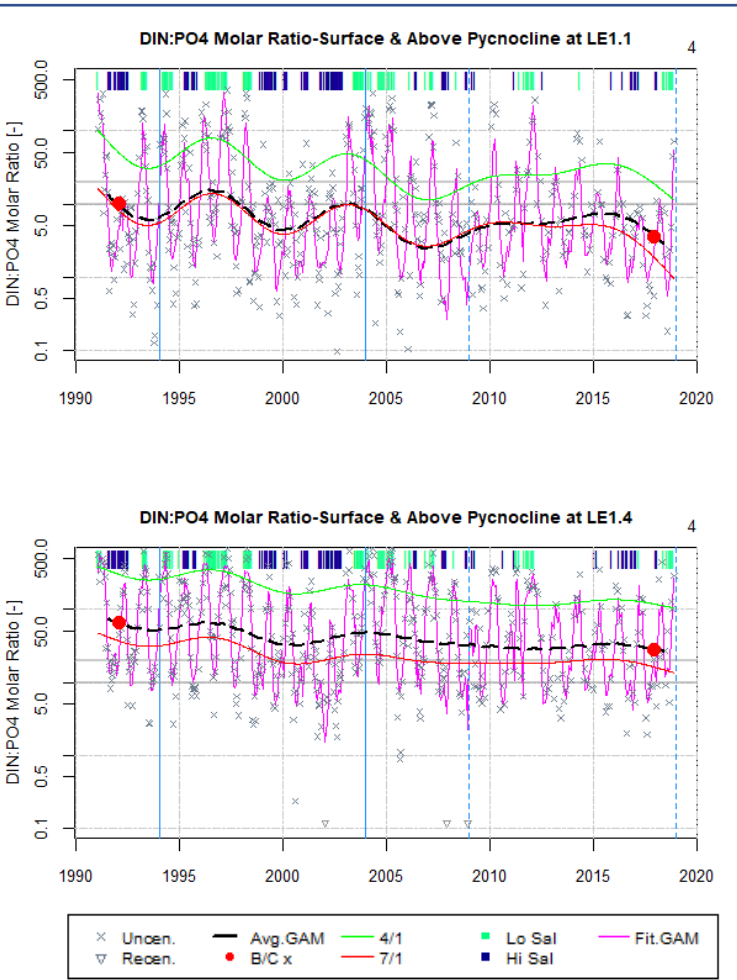 DIN:PO4 Molar Ratio-Surface & Above Pycnocline at LE1.1
4
DIN:PO4 Molar Ratio [-]
500.0
50.0
5.0
0.5
0.1
1990 1995 2000 2005 2010 2015 2020
DIN:PO4 Molar Ratio-Surface & Above Pycnocline at LE1.4
4
DIN:PO4 Molar Ratio [-]
500.0
50.0
5.0
0.5
0.1
1990 1995 2000 2005 2010 2015 2020
Uncen. Avg.GAM 4/1 Lo Sal Fit.GAM
Recen. B/C x 7/1 Hi Sal